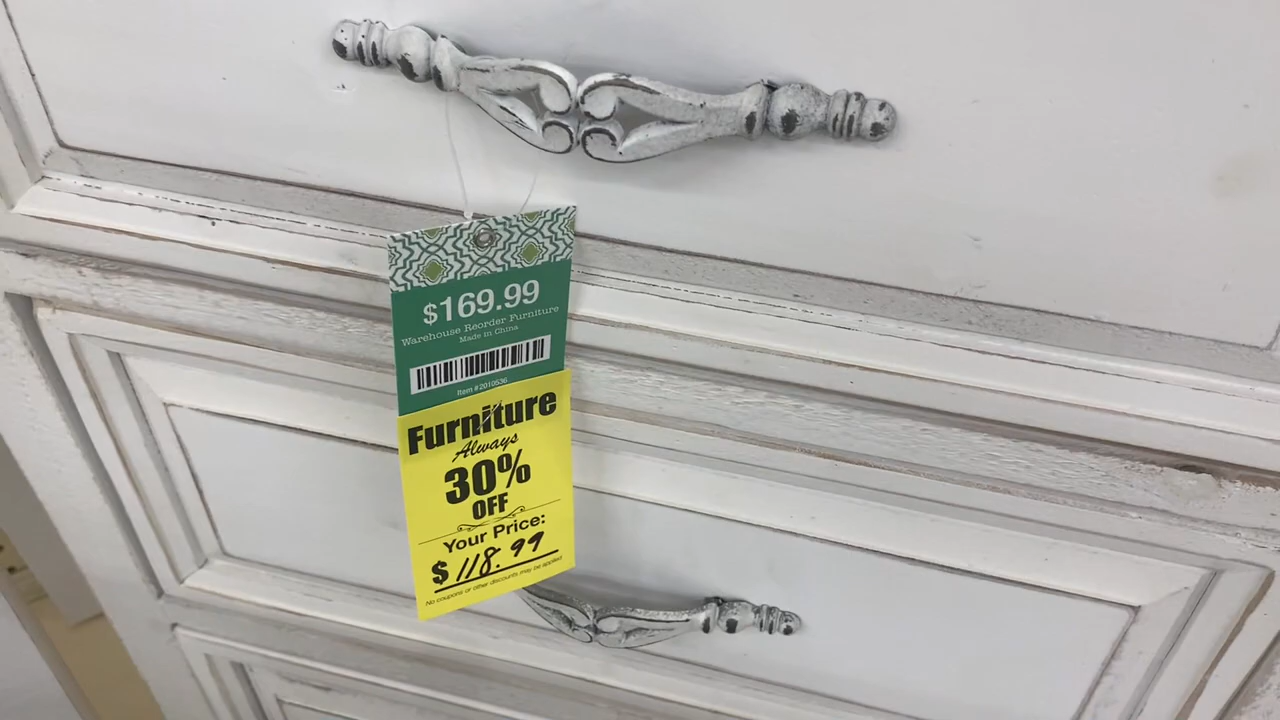 $169.99
Warehouse Reorder Furniture
Made in China
Item #2010536
Furniture
Always
30%
OFF
Your Price:
$ 118.99
No coupons or other discounts may be applied